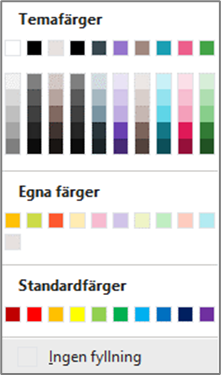 Temafärger
Egna färger
Standardfärger
Ingen fyllning